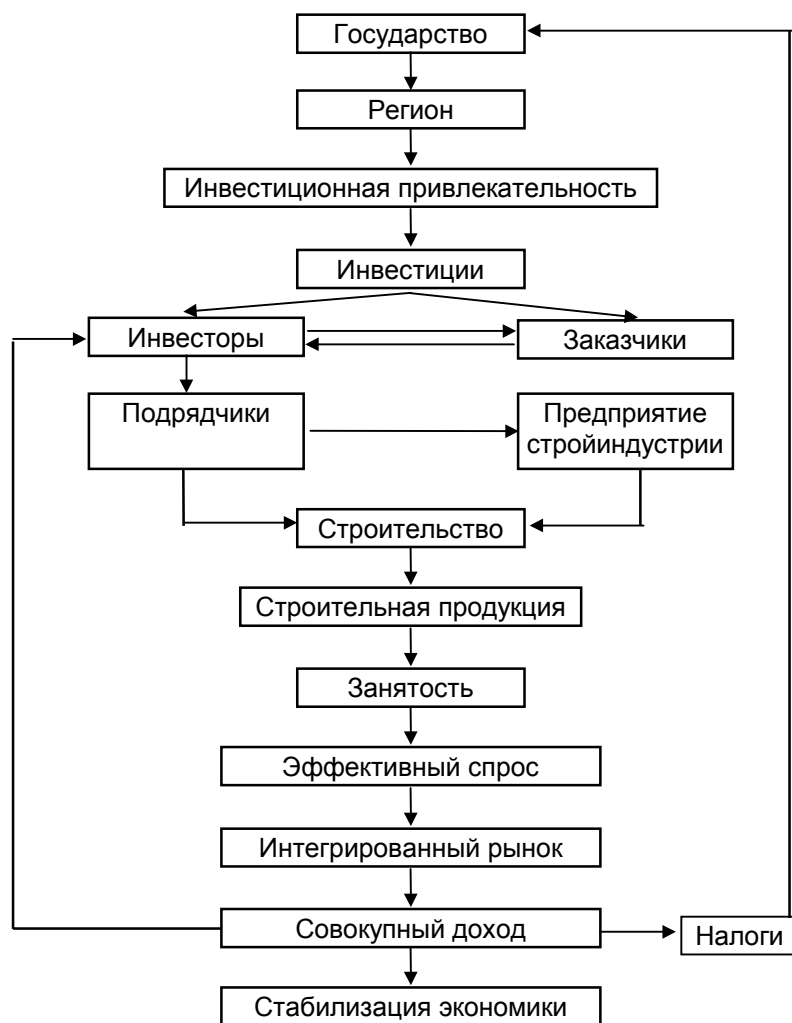 Государство
Регион
Инвестиционная привлекательность
Инвестиции
Инвесторы
Заказчики
Подрядчики
Предприятие
стройиндустрии
Строительство
Строительная продукция
Занятость
Эффективный спрос
Интегрированный рынок
Совокупный доход
Налоги
Стабилизация экономики